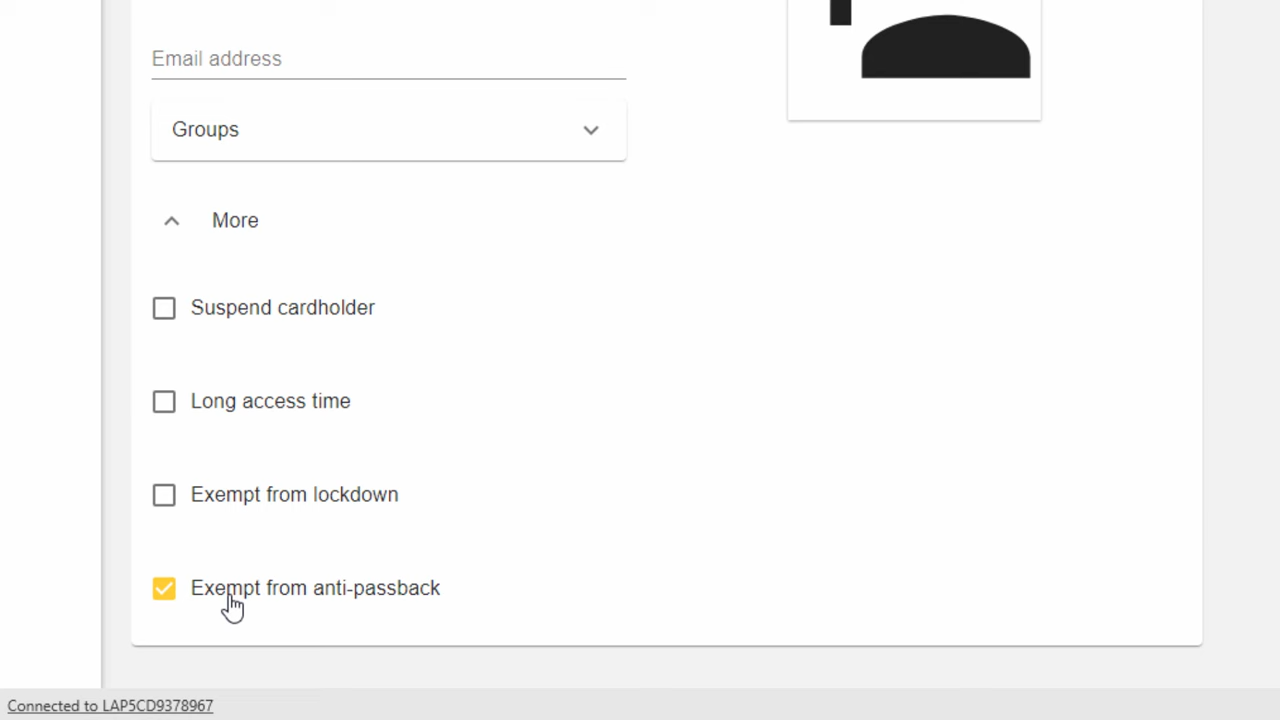 Email address
Groups
More
Suspend cardholder
Long access time
Exempt from lockdown
Exempt from anti-passback
Connected to LAP5CD9378967